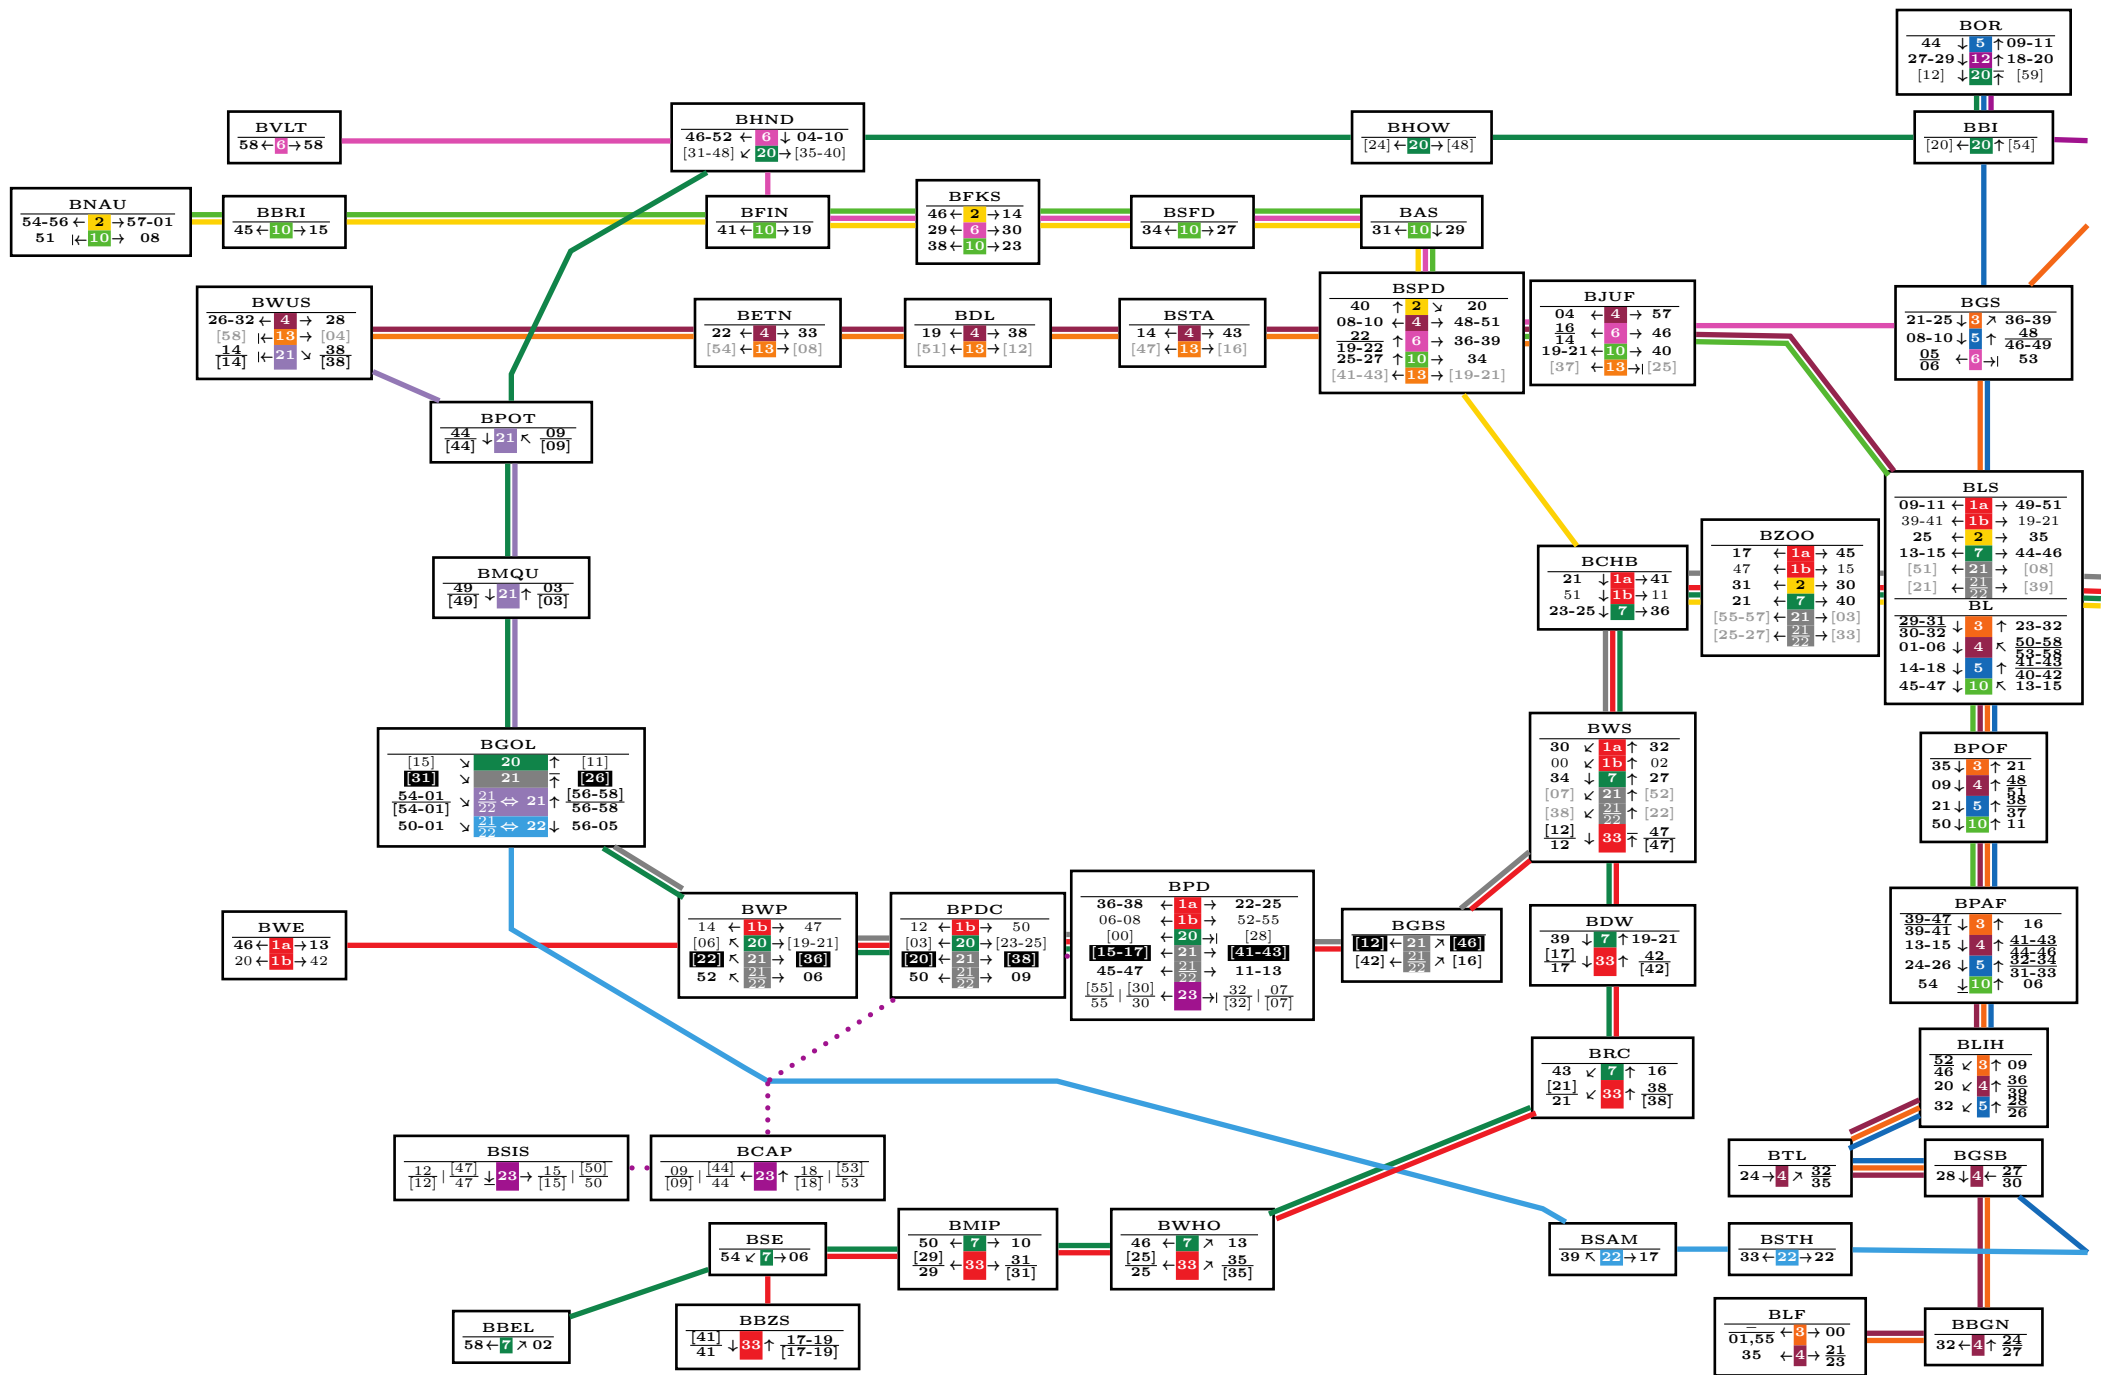 BOR
44 ↓ 5 ↑ 09-11
27-29 ↓ 12 ↑ 18-20
[12] ↓ 20 ↑ [59]
BVLT
58 ← 6 → 58
BHND
46-52 ← 6 ↓ 04-10
[31-48] ↙ 20 → [35-40]
BHOW
[24] ← 20 → [48]
BBI
[20] ← 20 ↑ [54]
BNAU
54-56 ← 2 → 57-01
51 |← 10 → 08
BBRI
45 ← 10 → 15
BFIN
41 ← 10 → 19
BFKS
46 ← 2 → 14
29 ← 6 → 30
38 ← 10 → 23
BSFD
34 ← 10 → 27
BAS
31 ← 10 ↓ 29
BWUS
26-32 ← 4 → 28
[58] |← 13 → [04]
14/[14] |← 21 ↘ 38/[38]
BETN
22 ← 4 → 33
[54] ← 13 → [08]
BDL
19 ← 4 → 38
[51] ← 13 → [12]
BSTA
14 ← 4 → 43
[47] ← 13 → [16]
BSPD
40 ↑ 2 ↘ 20
08-10 ← 4 → 48-51
22/19-22 ↑ 6 → 36-39
25-27 ↑ 10 → 34
[41-43] ← 13 → [19-21]
BJUF
04 ← 4 → 57
16/14 ← 6 → 46
19-21 ← 10 → 40
[37] ← 13 →| [25]
BGS
21-25 ↓ 3 ↗ 36-39
08-10 ↓ 5 ↑ 48/46-49
05/06 ← 6 →| 53
BPOT
44/[44] ↓ 21 ↖ 09/[09]
BLS
09-11 ← 1a → 49-51
39-41 ← 1b → 19-21
25 ← 2 → 35
13-15 ← 7 → 44-46
[51] ← 21 → [08]
[21] ← 21/22 → [39]
BL
29-31/30-32 ↓ 3 ↑ 23-32
01-06 ↓ 4 ↖ 50-58/53-58
14-18 ↓ 5 ↑ 41-43/40-42
45-47 ↓ 10 ↖ 13-15
BZOO
17 ← 1a → 45
47 ← 1b → 15
31 ← 2 → 30
21 ← 7 → 40
[55-57] ← 21 → [03]
[25-27] ← 21/22 → [33]
BCHB
21 ↓ 1a → 41
51 ↓ 1b → 11
23-25 ↓ 7 → 36
BMQU
49/[49] ↓ 21 ↑ 03/[03]
BGOL
[15] ↘ 20 ↑ [11]
[31] ↘ 21 ↑ [26]
54-01/[54-01] ↘ 21/22 ⇔ 21 ↑ [56-58]/56-58
50-01 ↘ 21/22 ⇔ 22 ↓ 56-05
BWS
30 ↙ 1a ↑ 32
00 ↙ 1b ↑ 02
34 ↓ 7 ↑ 27
[07] ↙ 21 ↑ [52]
[38] ↙ 21/22 ↑ [22]
[12]/12 ↓ 33 ↑ 47/[47]
BPOF
35 ↓ 3 ↑ 21
09 ↓ 4 ↑ 48/51
21 ↓ 5 ↑ 38/37
50 ↓ 10 ↑ 11
BWE
46 ← 1a → 13
20 ← 1b → 42
BWP
14 ← 1b → 47
[06] ↖ 20 → [19-21]
[22] ↖ 21 → [36]
52 ↖ 21/22 → 06
BPDC
12 ← 1b → 50
[03] ← 20 → [23-25]
[20] ← 21 → [38]
50 ← 21/22 → 09
BPD
36-38 ← 1a → 22-25
06-08 ← 1b → 52-55
[00] ← 20 →| [28]
[15-17] ← 21 → [41-43]
45-47 ← 21/22 → 11-13
[55]/55 | [30]/30 ← 23 →| 32/[32] | 07/[07]
BGBS
[12] ← 21 ↗ [46]
[42] ← 21/22 ↗ [16]
BDW
39 ↓ 7 ↑ 19-21
[17]/17 ↓ 33 ↑ 42/[42]
BPAF
39-47/39-41 ↓ 3 ↑ 16
13-15 ↓ 4 ↑ 41-43/44-46
24-26 ↓ 5 ↑ 32-34/31-33
54 ↓ 10 ↑ 06
BRC
43 ↙ 7 ↑ 16
[21]/21 ↙ 33 ↑ 38/[38]
BLIH
52/46 ↙ 3 ↑ 09
20 ↙ 4 ↑ 36/39
32 ↙ 5 ↑ 28/26
BSIS
12/[12] | [47]/47 ↓ 23 → 15/[15] | [50]/50
BCAP
09/[09] | [44]/44 ← 23 ↑ 18/[18] | [53]/53
BTL
24 → 4 ↗ 32/35
BGSB
28 ↓ 4 ← 27/30
BSE
54 ↙ 7 → 06
BMIP
50 ← 7 → 10
[29]/29 ← 33 → 31/[31]
BWHO
46 ← 7 ↗ 13
[25]/25 ← 33 ↗ 35/[35]
BSAM
39 ↖ 22 → 17
BSTH
33 ← 22 → 22
BBEL
58 ← 7 ↗ 02
BBZS
[41]/41 ↓ 33 ↑ 17-19/[17-19]
BLF
–/01,55 ← 3 → 00
35 ← 4 → 21/23
BBGN
32 ← 4 ↑ 24/27